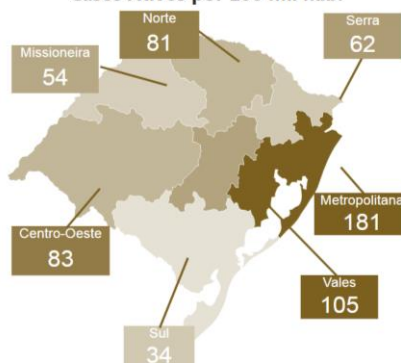 Norte
81
Serra
62
Missioneira
54
Metropolitana
181
Centro-Oeste
83
Vales
105
Sul
34